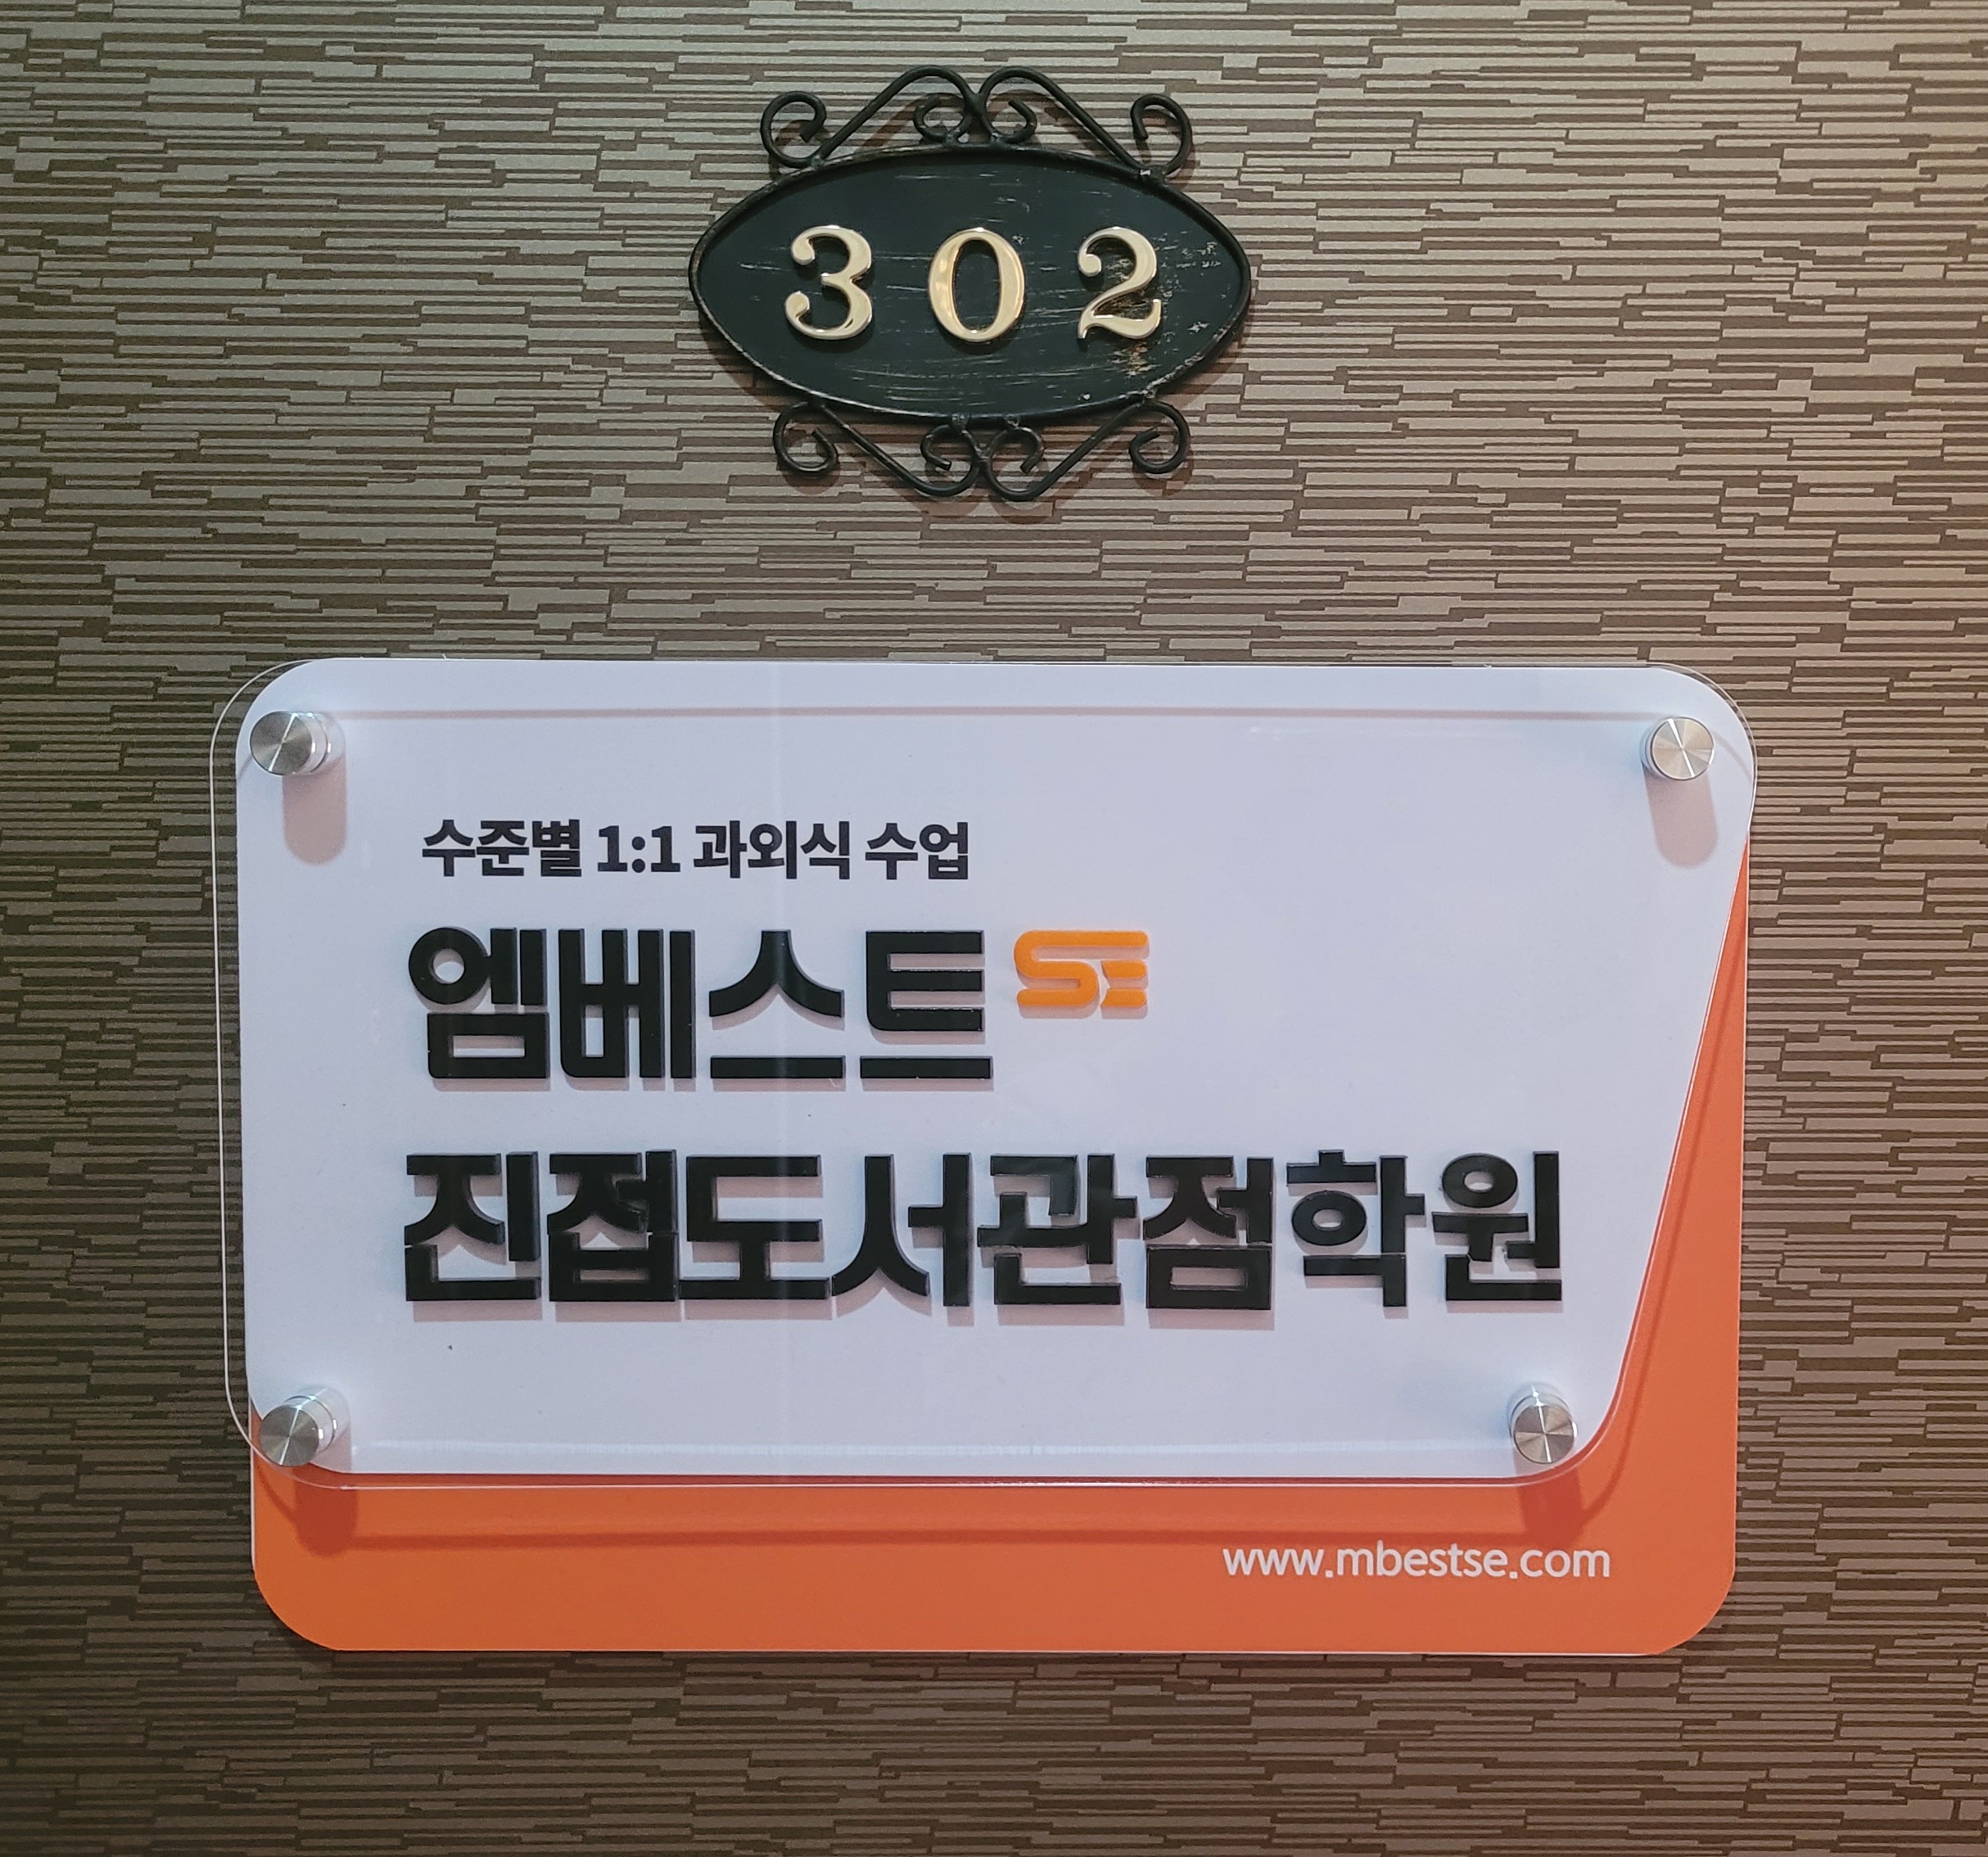 302
수준별 1:1 과외식 수업
엠베스트 SE
진접도서관점학원
www.mbestse.com